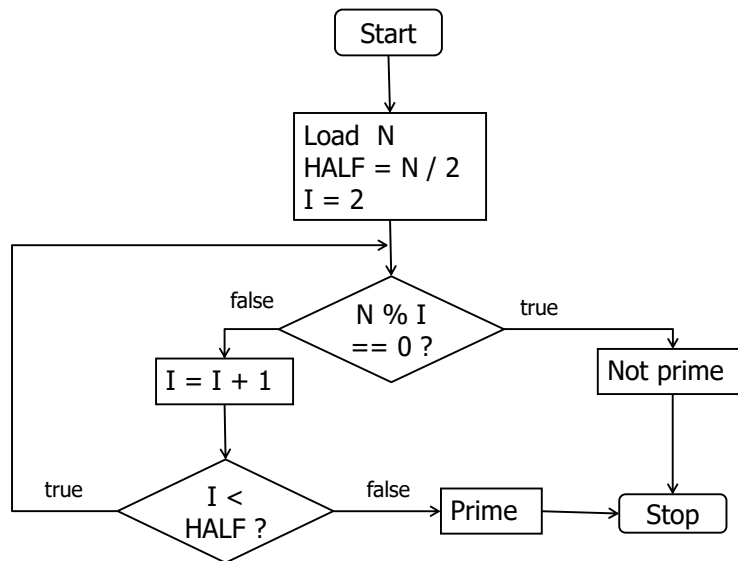 Start
Load N
HALF = N / 2
I = 2
false
N % I
== 0 ?
true
I = I + 1
Not prime
true
I <
HALF ?
false
Prime
Stop